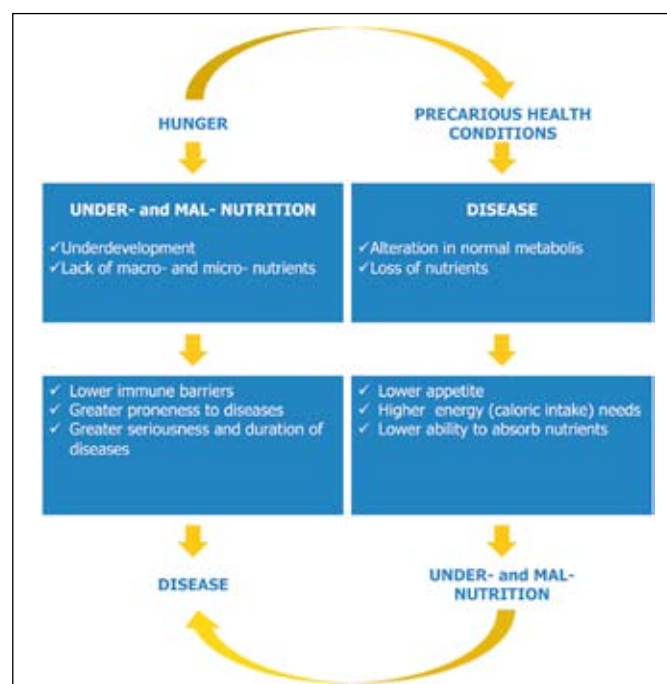 HUNGER
PRECARIOUS HEALTH
CONDITIONS
UNDER- and MAL- NUTRITION
✓Underdevelopment
✓Lack of macro- and micro- nutrients
DISEASE
✓Alteration in normal metabolis
✓Loss of nutrients
✓ Lower immune barriers
✓ Greater proneness to diseases
✓ Greater seriousness and duration of
diseases
✓ Lower appetite
✓ Higher energy (caloric intake) needs
✓ Lower ability to absorb nutrients
DISEASE
UNDER- and MAL-
NUTRITION